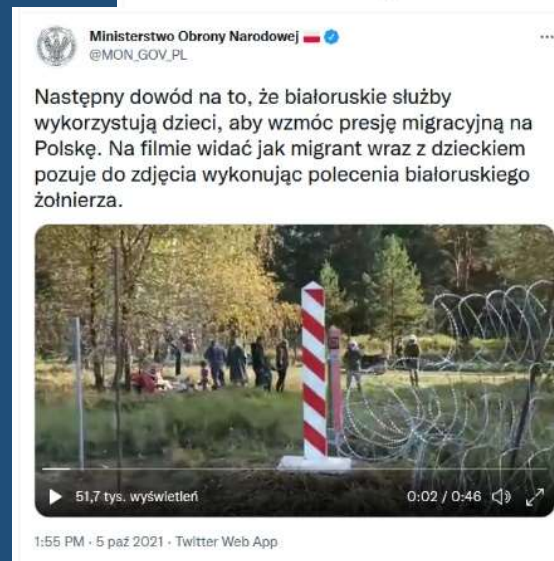 Ministerstwo Obrony Narodowej
@MON_GOV_PL
Następny dowód na to, że białoruskie służby
wykorzystują dzieci, aby wzmóc presję migracyjną na
Polskę. Na filmie widać jak migrant wraz z dzieckiem
pozuje do zdjęcia wykonując polecenia białoruskiego
żołnierza.
51,7 tys. wyświetleń
0:02 / 0:46
1:55 PM · 5 paź 2021 · Twitter Web App